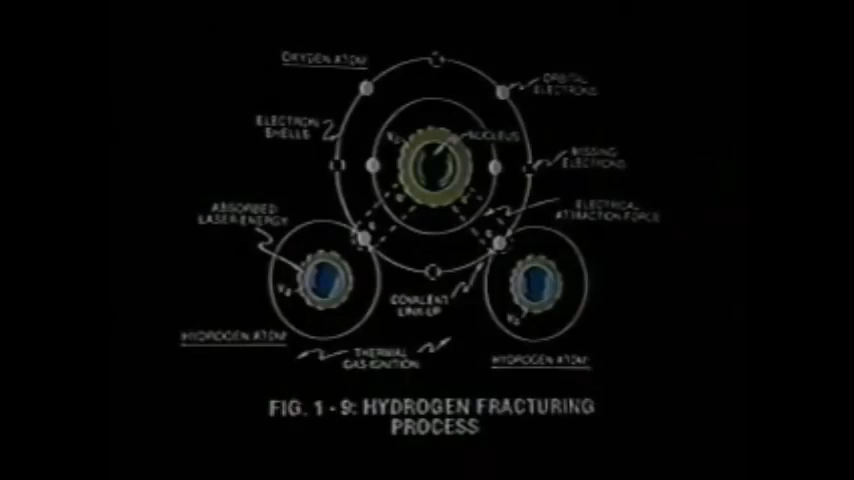 OXYGEN ATOM
ORBITAL
ELECTRONS
ELECTRON
SHELLS
NUCLEUS
MISSING
ELECTRONS
ABSORBED
LASER ENERGY
ELECTRICAL
ATTRACTION FORCE
COVALENT
LINK-UP
HYDROGEN ATOM
THERMAL
GAS IGNITION
HYDROGEN ATOM
FIG. 1 - 9: HYDROGEN FRACTURING
PROCESS